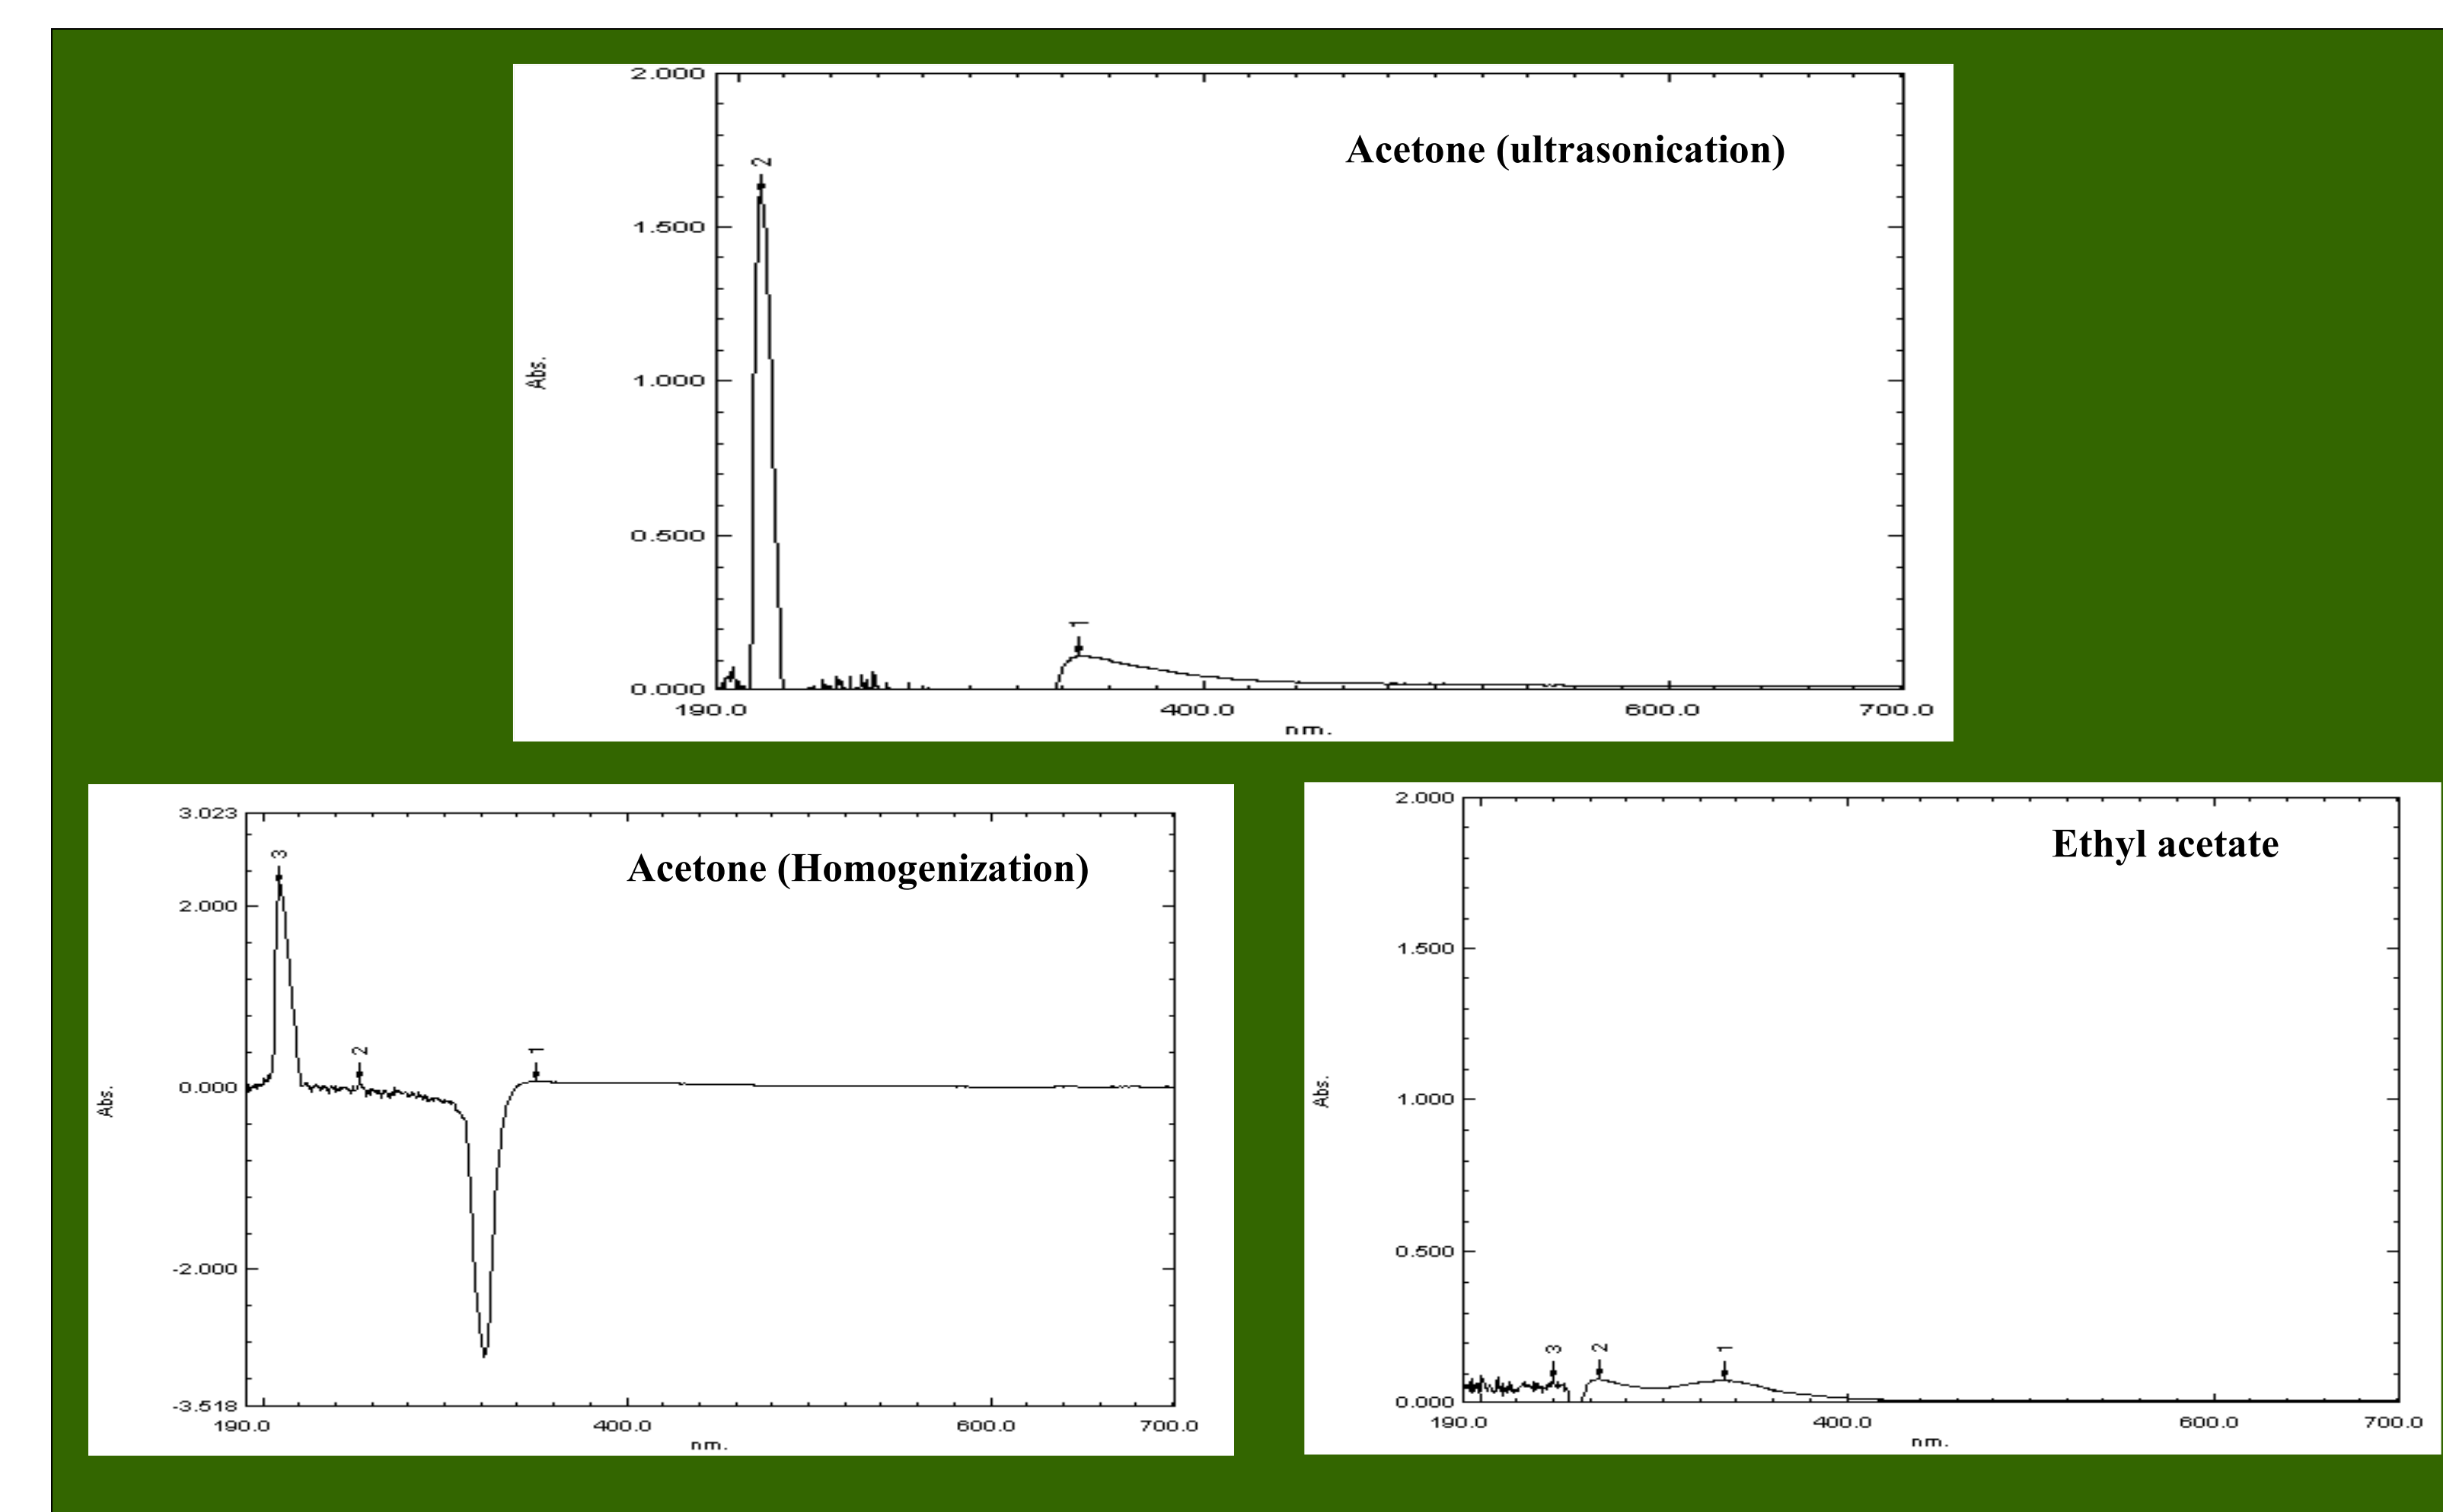 2.000
Acetone (ultrasonication)
2
1.500
Abs.
1.000
0.500
1
0.000
190.0 400.0 600.0 700.0
nm.
3.023
3
Acetone (Homogenization)
2.000
2
1
0.000
Abs.
-2.000
-3.518
190.0 400.0 600.0 700.0
nm.
2.000
Ethyl acetate
1.500
Abs.
1.000
0.500
3 2 1
0.000
190.0 400.0 600.0 700.0
nm.